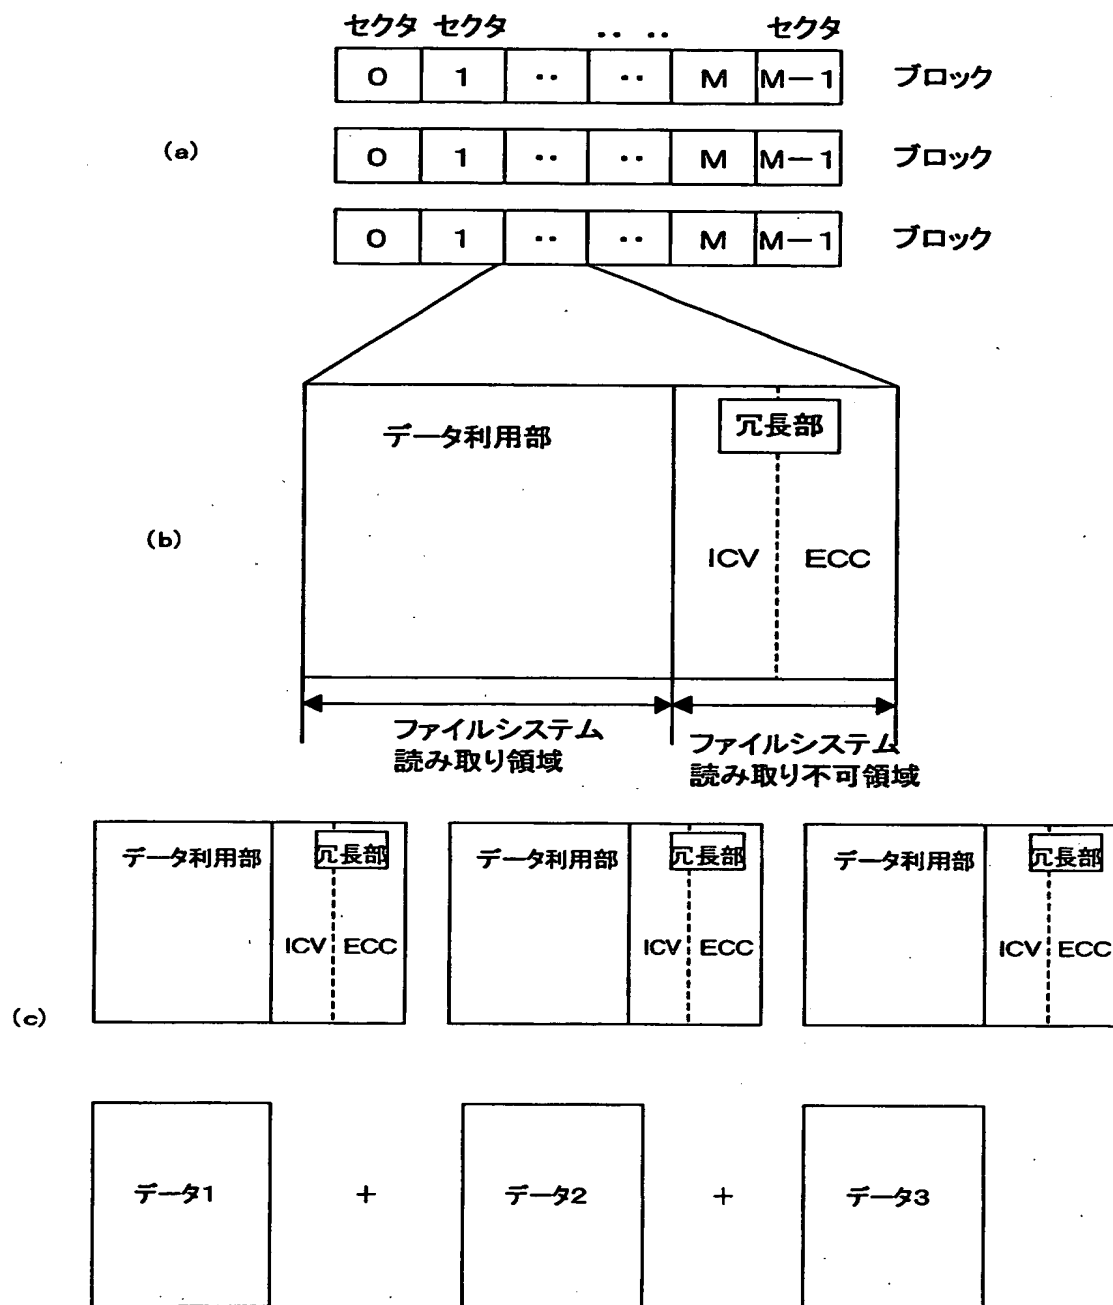 セクタ セクタ ‥ ‥ セクタ
0 1 ‥ ‥ M M－1 ブロック
(a)
0 1 ‥ ‥ M M－1 ブロック
0 1 ‥ ‥ M M－1 ブロック
(b)
データ利用部
冗長部
ICV ECC
ファイルシステム
読み取り領域
ファイルシステム
読み取り不可領域
(c)
データ利用部 冗長部 データ利用部 冗長部 データ利用部 冗長部
ICV ECC ICV ECC ICV ECC
データ1 + データ2 + データ3